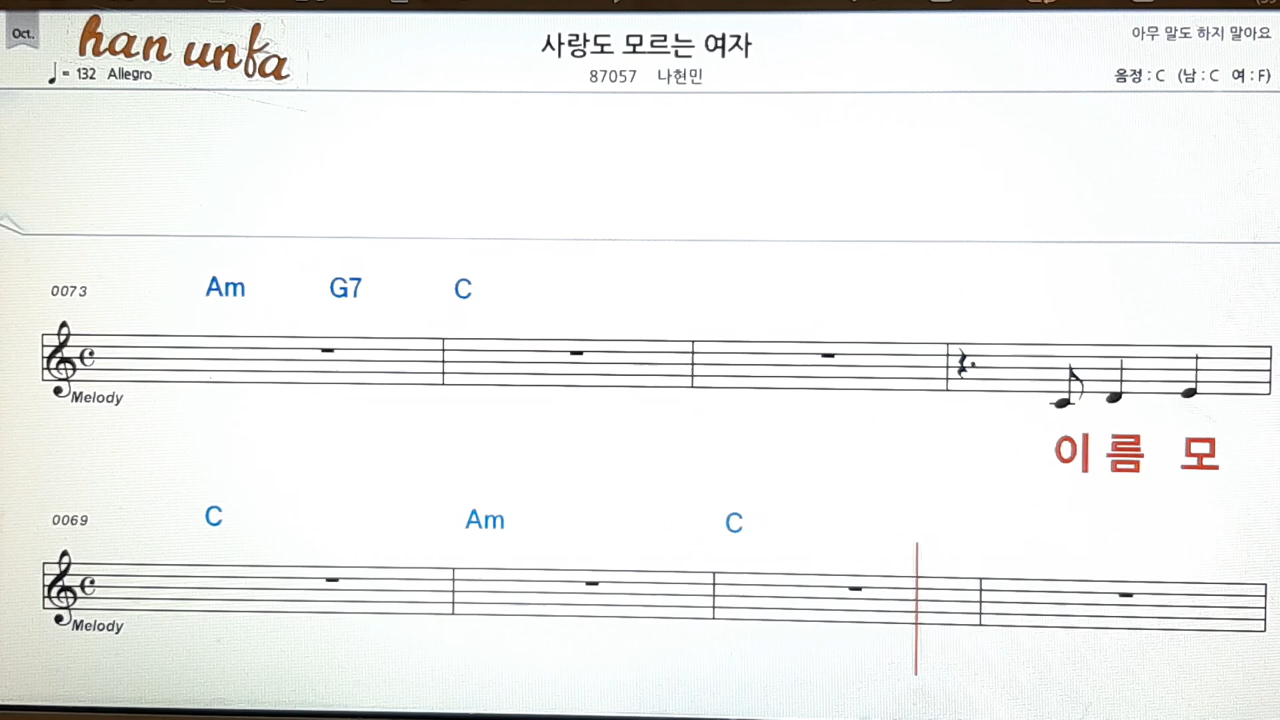 Oct.
han unfa
♩ = 132 Allegro
사랑도 모르는 여자
87057 나현민
아무 말도 하지 말아요
음정 : C (남 : C 여 : F)
0073 Am G7 C
Melody
이 름 모
0069 C Am C
Melody